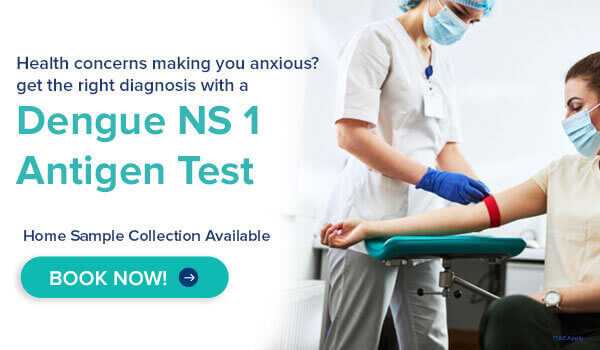 Health concerns making you anxious?
get the right diagnosis with a
Dengue NS 1
Antigen Test
Home Sample Collection Available
BOOK NOW!
*T&C Apply